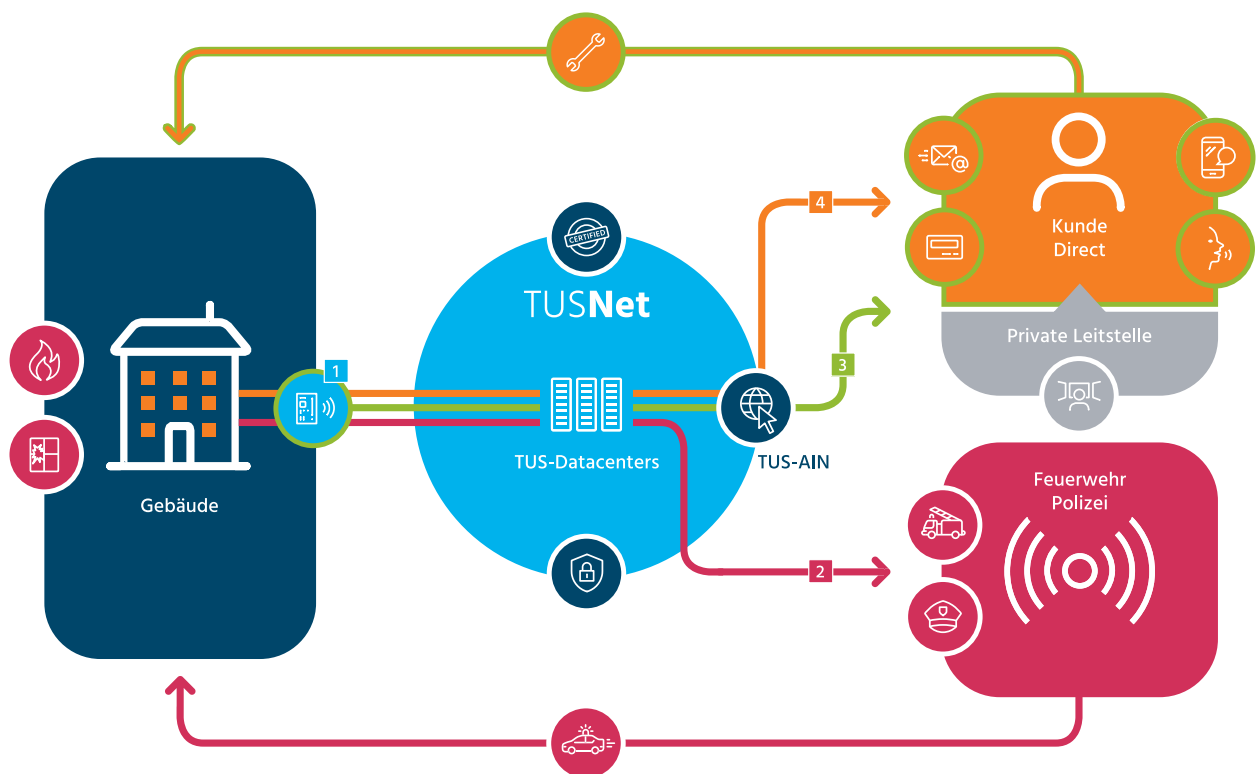 CERTIFIED
TUSNet
1
TUS-Datacenters
TUS-AIN
Gebäude
4
3
2
Kunde
Direct
Private Leitstelle
Feuerwehr
Polizei
@